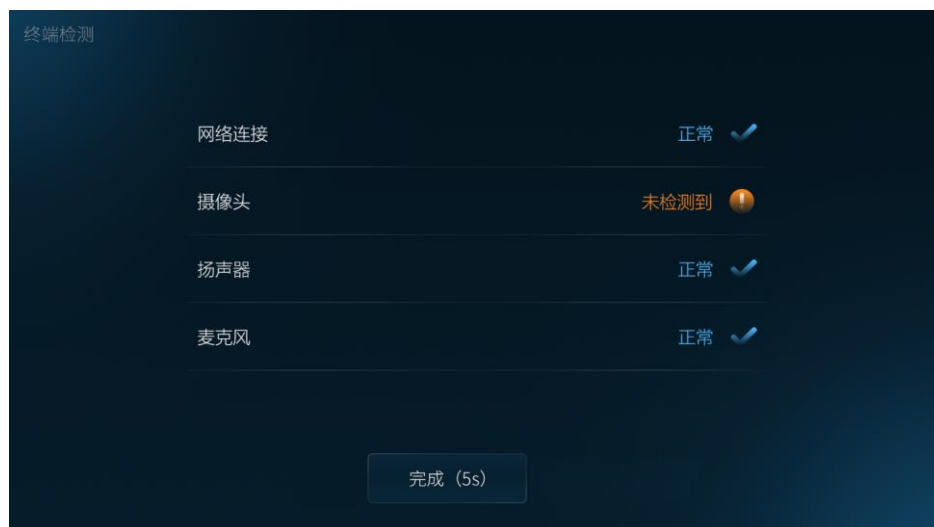 终端检测
网络连接 正常
摄像头 未检测到
扬声器 正常
麦克风 正常
完成（5s）